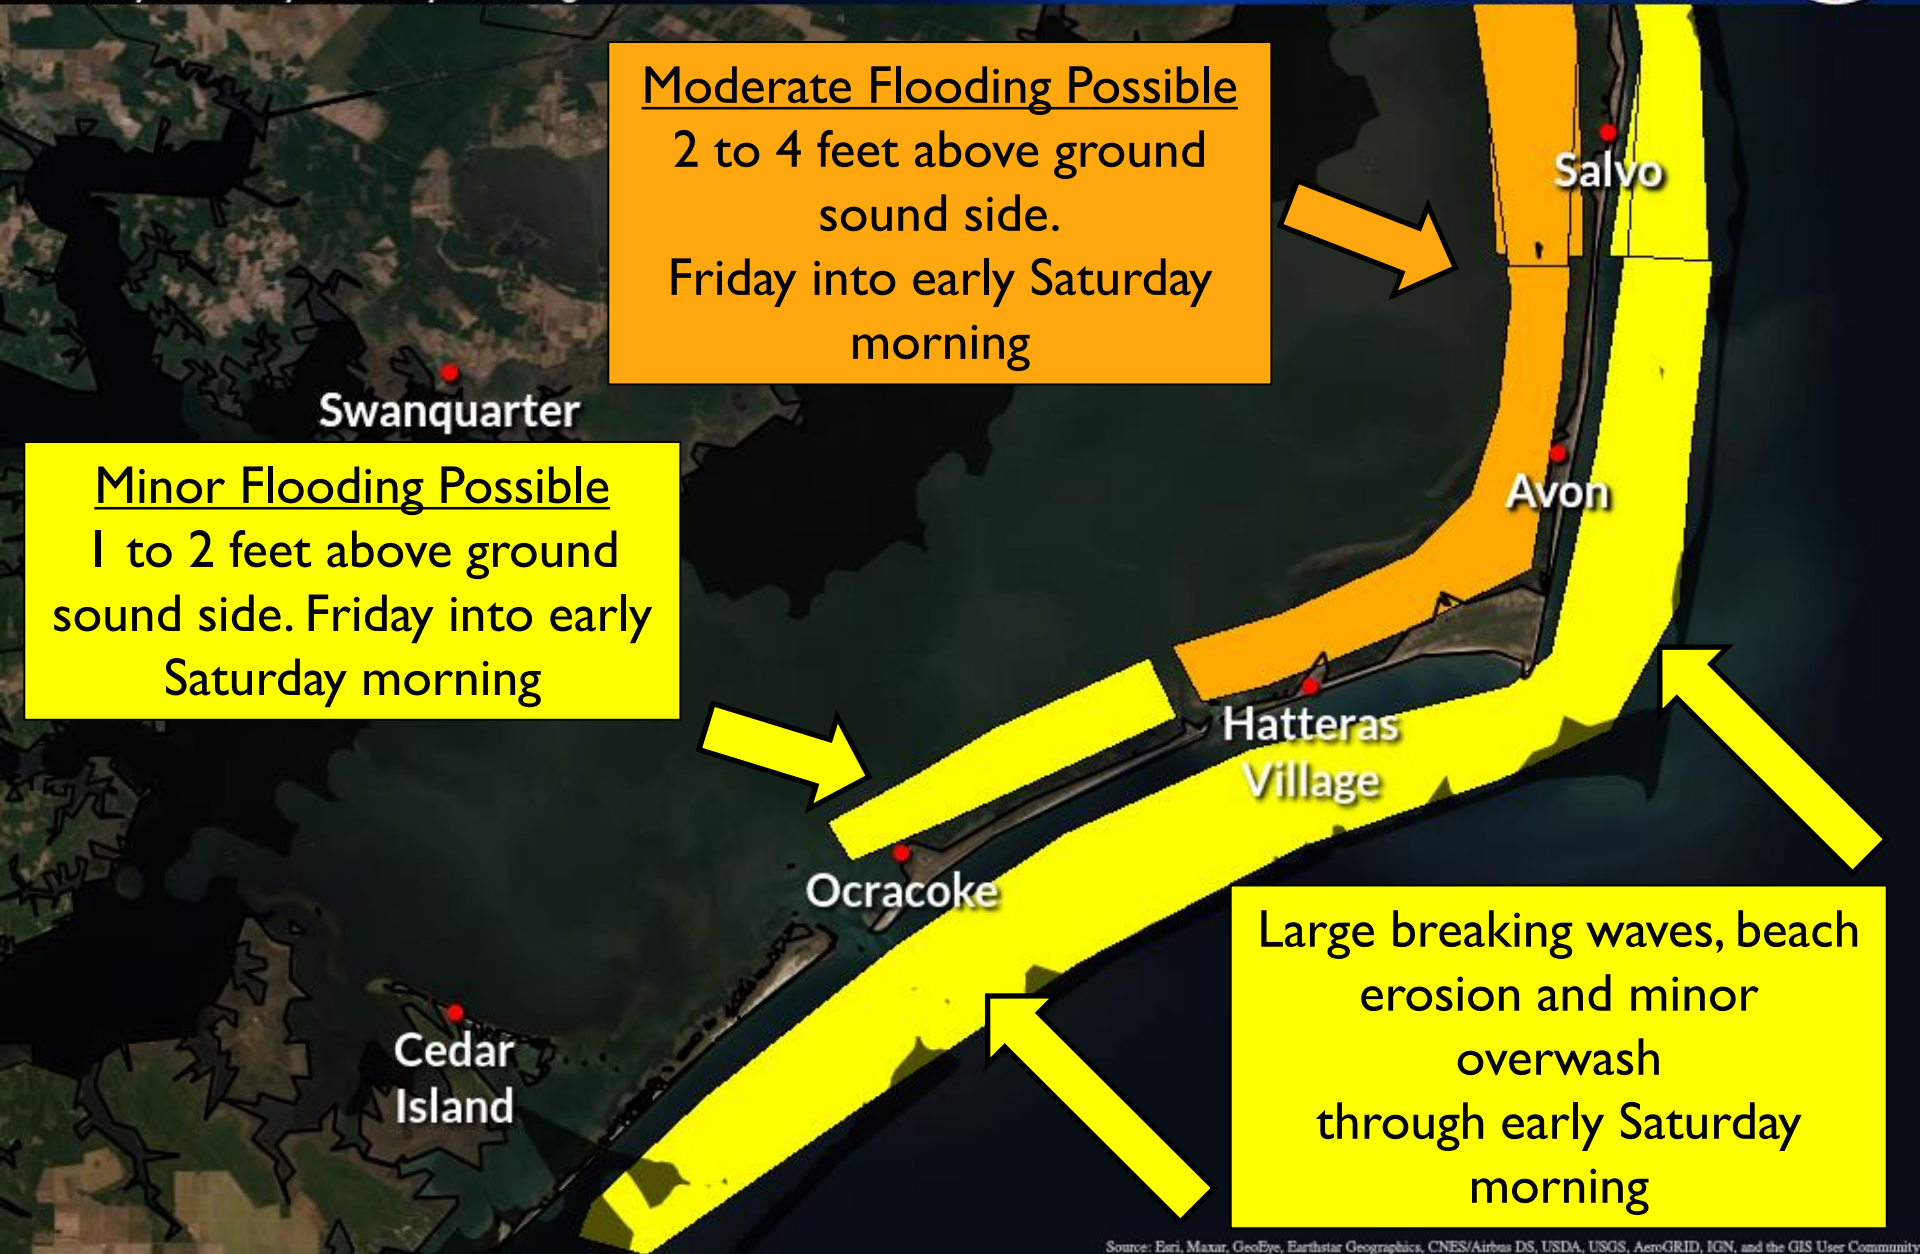 Moderate Flooding Possible
2 to 4 feet above ground
sound side.
Friday into early Saturday
morning
Salvo
Swanquarter
Minor Flooding Possible
1 to 2 feet above ground
sound side. Friday into early
Saturday morning
Avon
Hatteras
Village
Ocracoke
Large breaking waves, beach
erosion and minor
overwash
through early Saturday
morning
Cedar
Island
Source: Esri, Maxar, GeoEye, Earthstar Geographics, CNES/Airbus DS, USDA, USGS, AeroGRID, IGN, and the GIS User Community